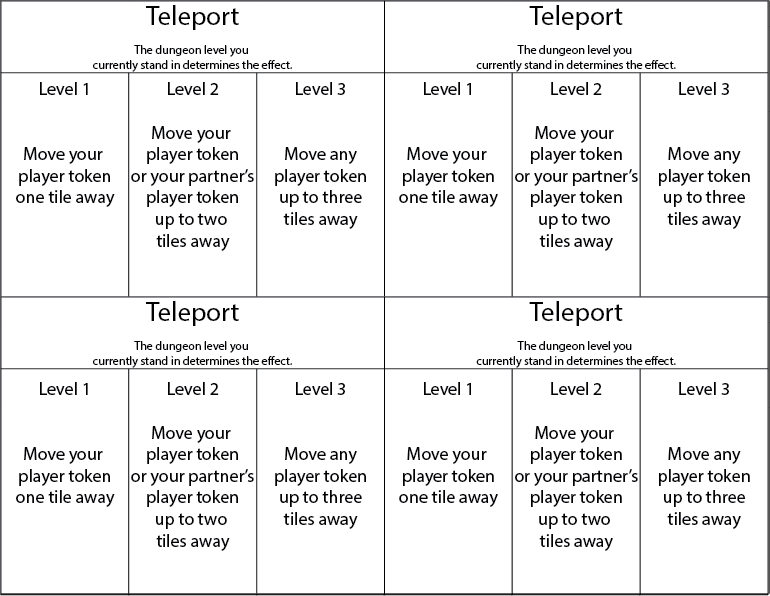 Teleport
The dungeon level you
currently stand in determines the effect.
Level 1
Move your
player token
one tile away
Level 2
Move your
player token
or your partner's
player token
up to two
tiles away
Level 3
Move any
player token
up to three
tiles away
Teleport
The dungeon level you
currently stand in determines the effect.
Level 1
Move your
player token
one tile away
Level 2
Move your
player token
or your partner's
player token
up to two
tiles away
Level 3
Move any
player token
up to three
tiles away
Teleport
The dungeon level you
currently stand in determines the effect.
Level 1
Move your
player token
one tile away
Level 2
Move your
player token
or your partner's
player token
up to two
tiles away
Level 3
Move any
player token
up to three
tiles away
Teleport
The dungeon level you
currently stand in determines the effect.
Level 1
Move your
player token
one tile away
Level 2
Move your
player token
or your partner's
player token
up to two
tiles away
Level 3
Move any
player token
up to three
tiles away